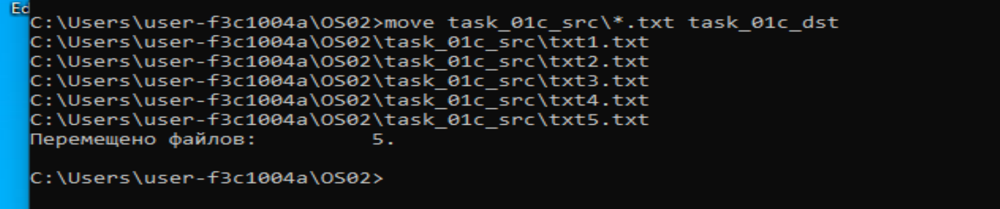 Ed
C:\Users\user-f3c1004a\OS02>move task_01c_src\*.txt task_01c_dst
C:\Users\user-f3c1004a\OS02\task_01c_src\txt1.txt
C:\Users\user-f3c1004a\OS02\task_01c_src\txt2.txt
C:\Users\user-f3c1004a\OS02\task_01c_src\txt3.txt
C:\Users\user-f3c1004a\OS02\task_01c_src\txt4.txt
C:\Users\user-f3c1004a\OS02\task_01c_src\txt5.txt
Перемещено файлов:         5.
C:\Users\user-f3c1004a\OS02>